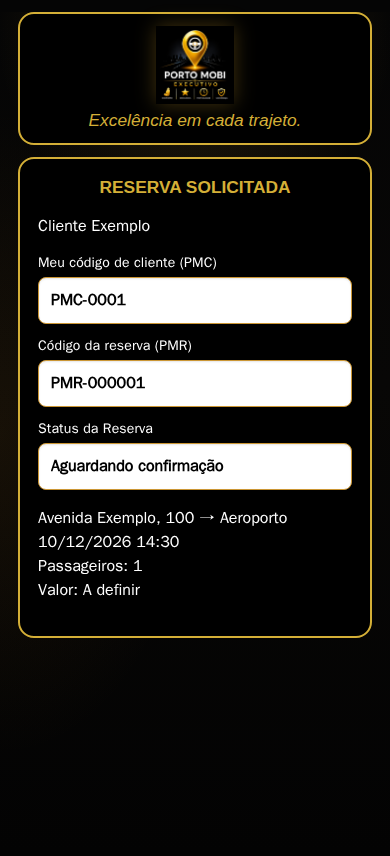 PORTO MOBI
EXECUTIVO
Excelência em cada trajeto.
RESERVA SOLICITADA
Cliente Exemplo
Meu código de cliente (PMC)
PMC-0001
Código da reserva (PMR)
PMR-000001
Status da Reserva
Aguardando confirmação
Avenida Exemplo, 100 → Aeroporto
10/12/2026 14:30
Passageiros: 1
Valor: A definir